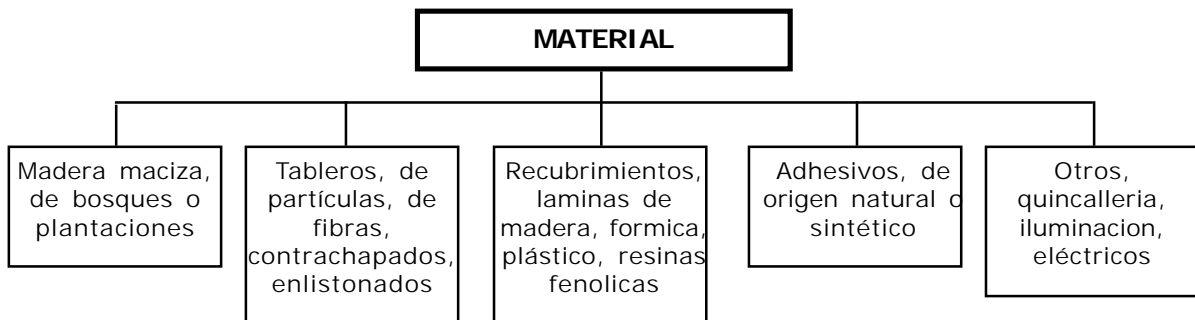 MATERIAL
Madera maciza,
de bosques o
plantaciones
Tableros, de
partículas, de
fibras,
contrachapados,
enlistonados
Recubrimientos,
laminas de
madera, formica,
plástico, resinas
fenolicas
Adhesivos, de
origen natural o
sintético
Otros,
quincalleria,
iluminacion,
eléctricos